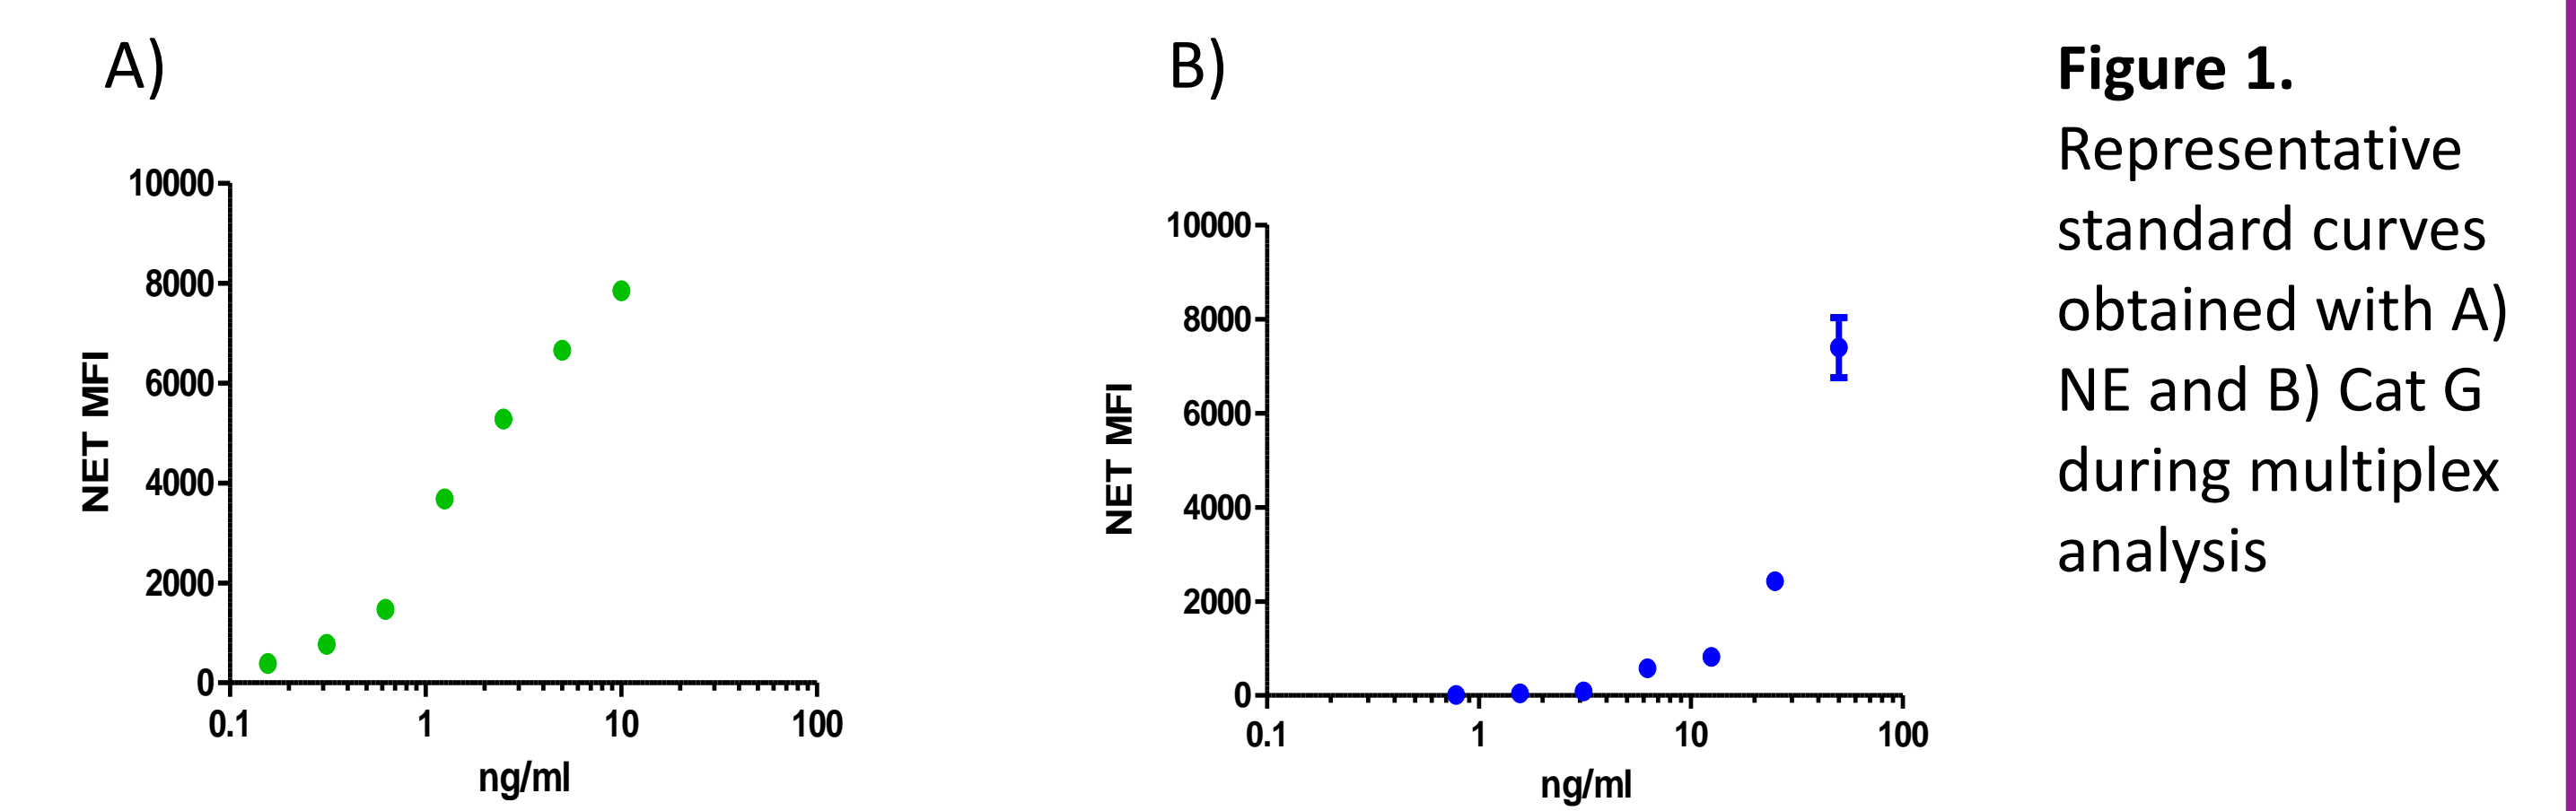 A)
10000
8000
6000
4000
2000
0
NET MFI
0.1 1 10 100
ng/ml
B)
10000
8000
6000
4000
2000
0
NET MFI
0.1 1 10 100
ng/ml
Figure 1.
Representative
standard curves
obtained with A)
NE and B) Cat G
during multiplex
analysis